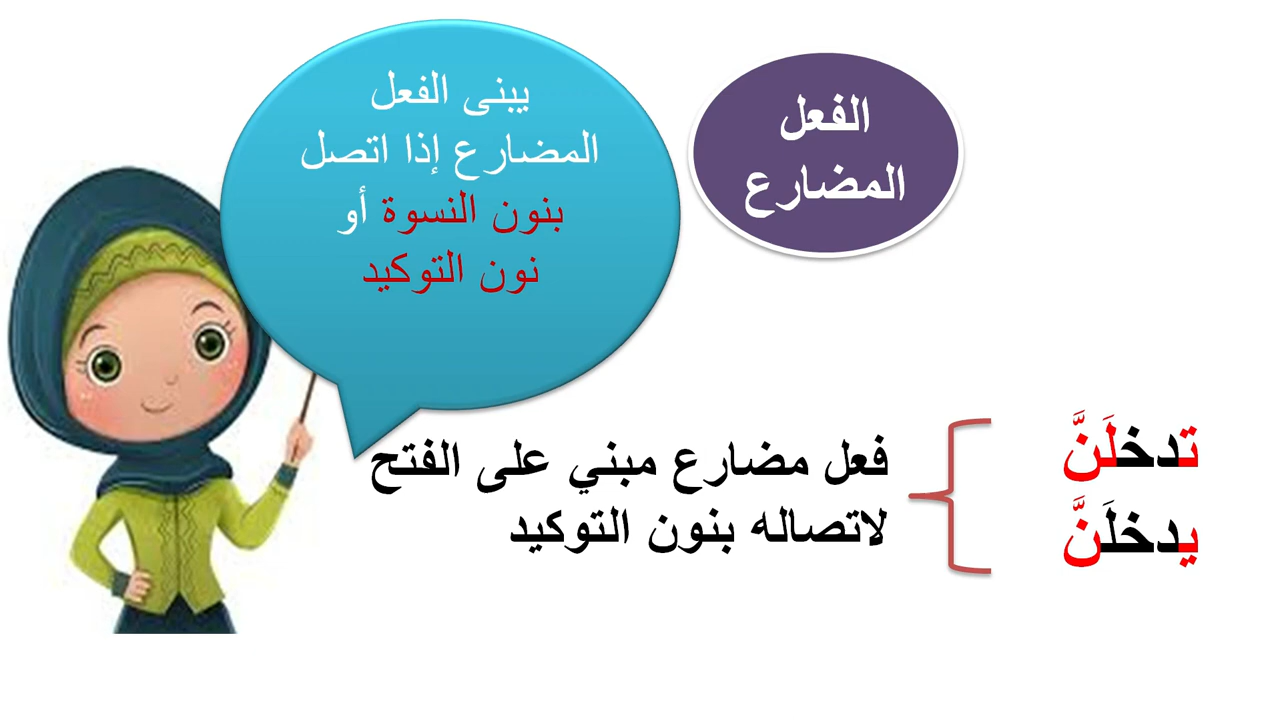 الفعل
المضارع
يبنى الفعل
المضارع إذا اتصل
بنون النسوة أو
نون التوكيد
تدخلَنَّ
يدخلَنَّ
فعل مضارع مبني على الفتح
لاتصاله بنون التوكيد